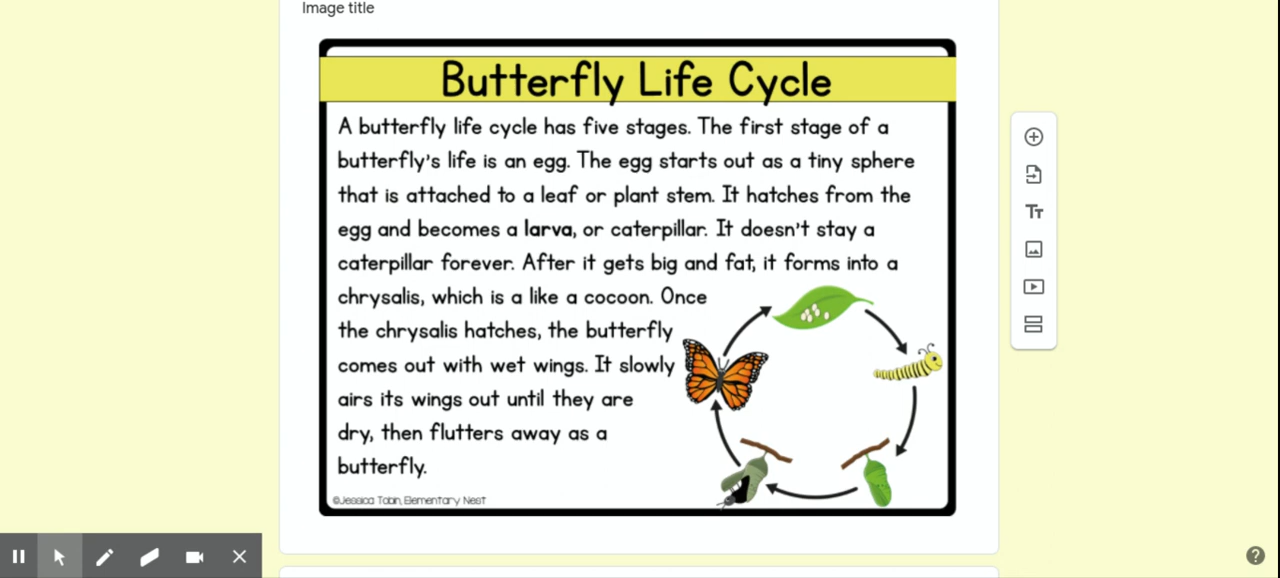 Image title
Butterfly Life Cycle
A butterfly life cycle has five stages. The first stage of a
butterfly's life is an egg. The egg starts out as a tiny sphere
that is attached to a leaf or plant stem. It hatches from the
egg and becomes a larva, or caterpillar. It doesn't stay a
caterpillar forever. After it gets big and fat, it forms into a
chrysalis, which is a like a cocoon. Once
the chrysalis hatches, the butterfly
comes out with wet wings. It slowly
airs its wings out until they are
dry, then flutters away as a
butterfly.
©Jessica Tobin, Elementary Nest
Tт